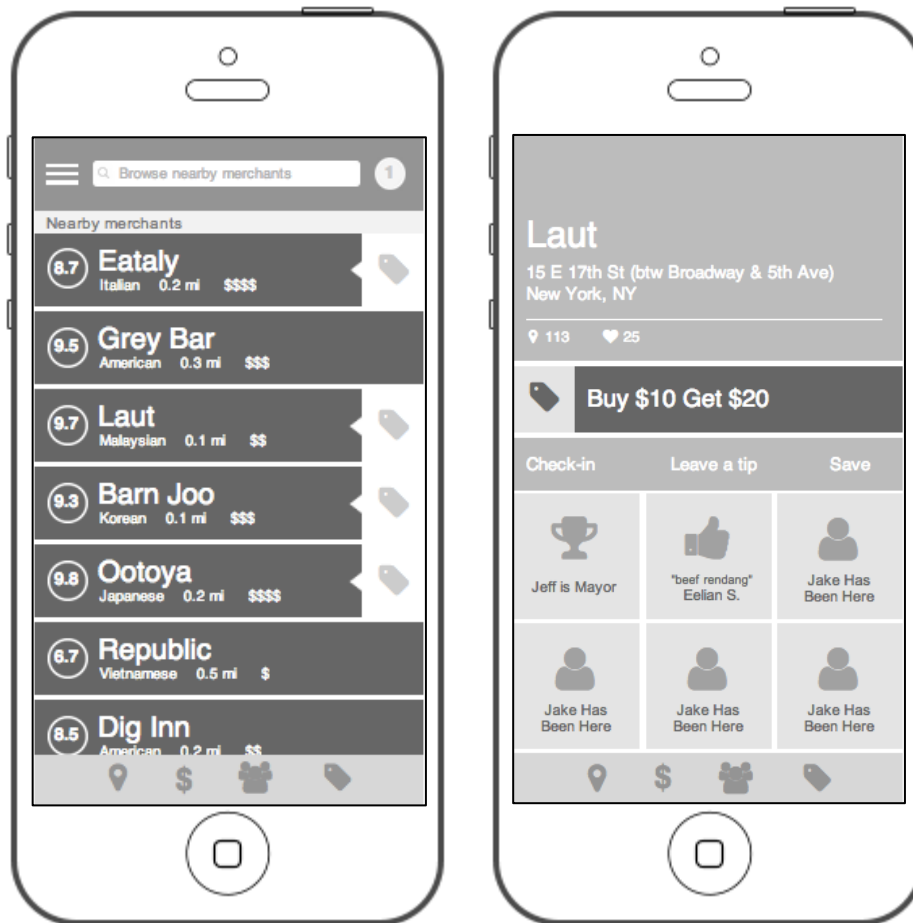 Browse nearby merchants
1
Nearby merchants
8.7
Eataly
Italian 0.2 mi $$$$
9.5
Grey Bar
American 0.3 mi $$$
9.7
Laut
Malaysian 0.1 mi $$
9.3
Barn Joo
Korean 0.1 mi $$$
9.8
Ootoya
Japanese 0.2 mi $$$$
6.7
Republic
Vietnamese 0.5 mi $
8.5
Dig Inn
American 0.2 mi $$
$
Laut
15 E 17th St (btw Broadway & 5th Ave)
New York, NY
113 25
Buy $10 Get $20
Check-in Leave a tip Save
Jeff is Mayor
"beef rendang"
Eelian S.
Jake Has
Been Here
Jake Has
Been Here
Jake Has
Been Here
Jake Has
Been Here
$